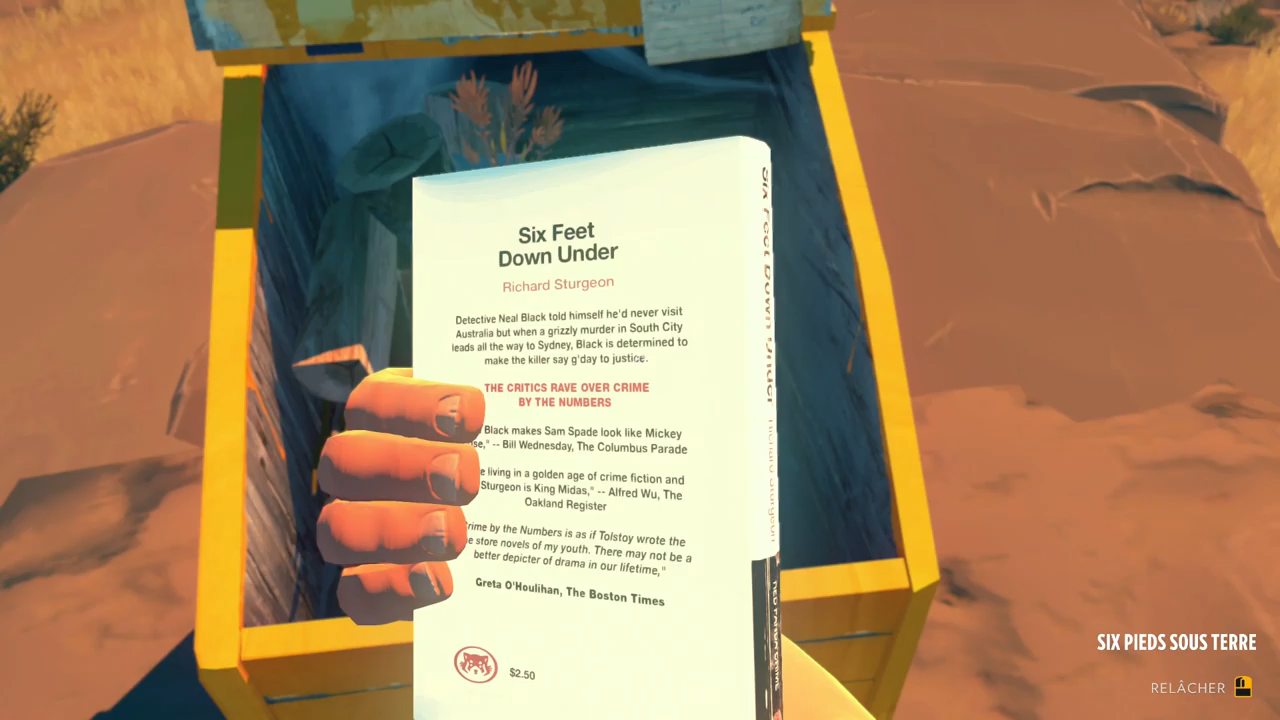 Six Feet
Down Under
Richard Sturgeon
Detective Neal Black told himself he'd never visit
Australia but when a grizzly murder in South City
leads all the way to Sydney, Black is determined to
make the killer say g'day to justice.
THE CRITICS RAVE OVER CRIME
BY THE NUMBERS
Black makes Sam Spade look like Mickey
-- Bill Wednesday, The Columbus Parade
living in a golden age of crime fiction and
Sturgeon is King Midas," -- Alfred Wu, The
Oakland Register
Crime by the Numbers is as if Tolstoy wrote the
store novels of my youth. There may not be a
better depicter of drama in our lifetime,"
Greta O'Houlihan, The Boston Times
$2.50
Six Feet Down Under
Richard Sturgeon
SIX PIEDS SOUS TERRE
RELÂCHER